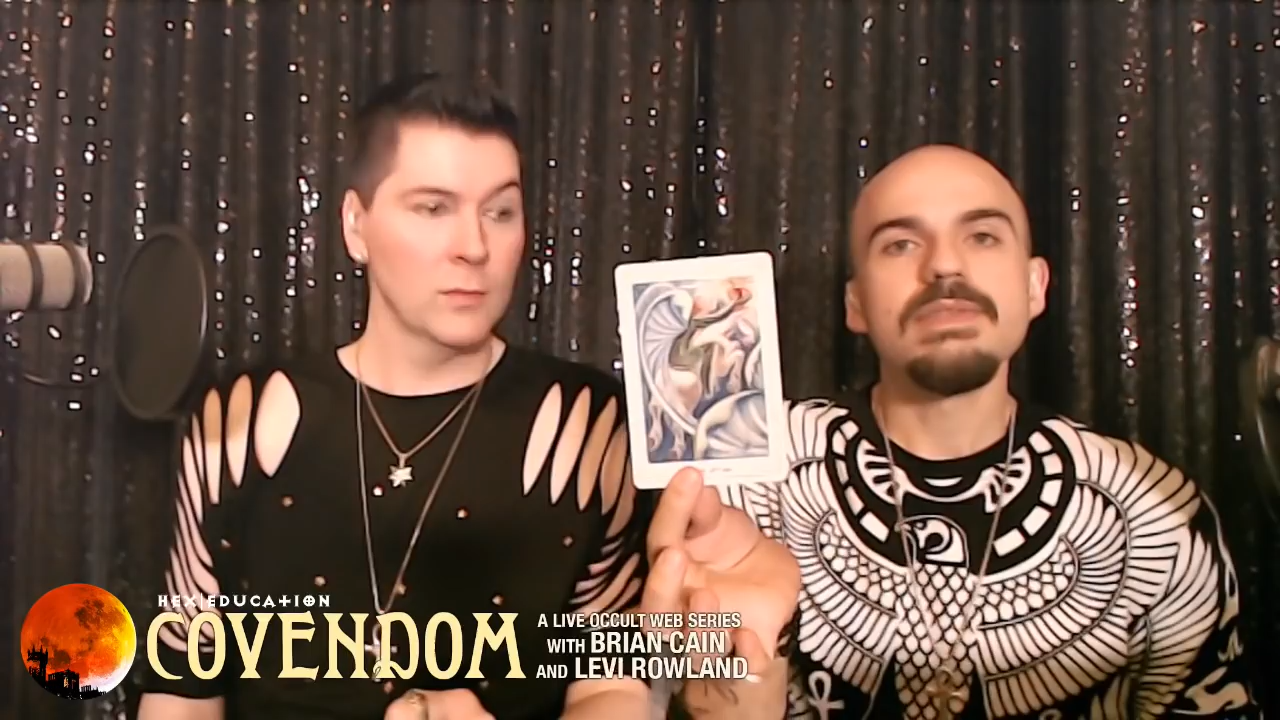 HEX|EDUCATION
COVENDOM
A LIVE OCCULT WEB SERIES
WITH BRIAN CAIN
AND LEVI ROWLAND